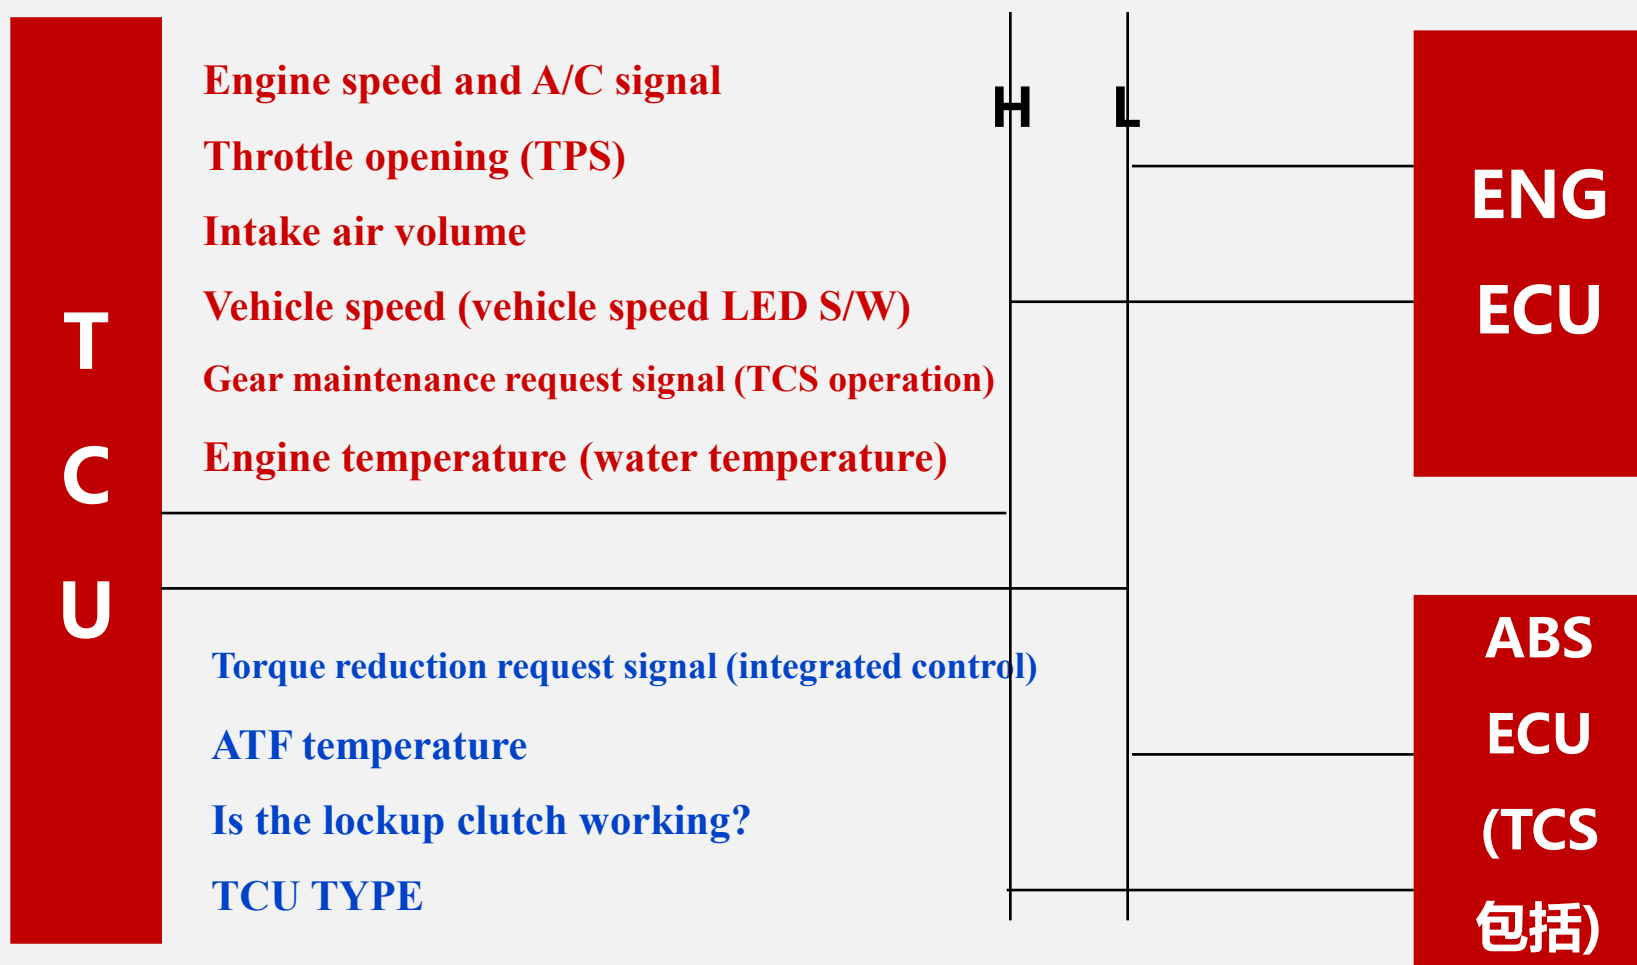 T
C
U
Engine speed and A/C signal
Throttle opening (TPS)
Intake air volume
Vehicle speed (vehicle speed LED S/W)
Gear maintenance request signal (TCS operation)
Engine temperature (water temperature)
Torque reduction request signal (integrated control)
ATF temperature
Is the lockup clutch working?
TCU TYPE
H
L
ENG
ECU
ABS
ECU
(TCS
包括)